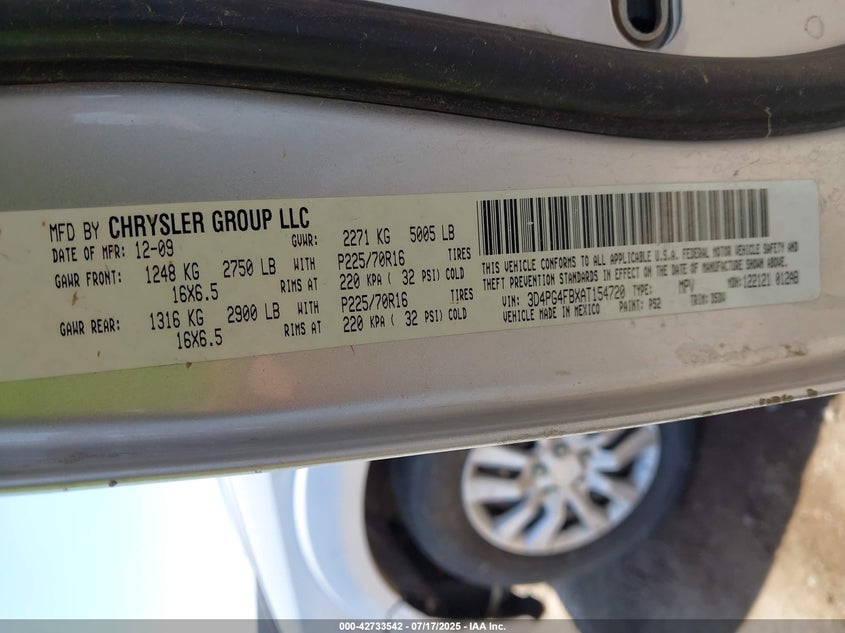 MFD BY CHRYSLER GROUP LLC
DATE OF MFR: 12-09 GVWR: 2271 KG 5005 LB
GAWR FRONT: 1248 KG 2750 LB WITH P225/70R16 TIRES
16X6.5 RIMS AT 220 KPA ( 32 PSI) COLD
GAWR REAR: 1316 KG 2900 LB WITH P225/70R16 TIRES
16X6.5 RIMS AT 220 KPA ( 32 PSI) COLD
THIS VEHICLE CONFORMS TO ALL APPLICABLE U.S.A. FEDERAL MOTOR VEHICLE SAFETY AND
THEFT PREVENTION STANDARDS IN EFFECT ON THE DATE OF MANUFACTURE SHOWN ABOVE.
VIN: 3D4PG4FBXAT154720 TYPE: MPV MDH: 122121 012AB
VEHICLE MADE IN MEXICO PAINT: PS2 TRIM:
000-42733542 | 07/17/2025 - IAA Inc.